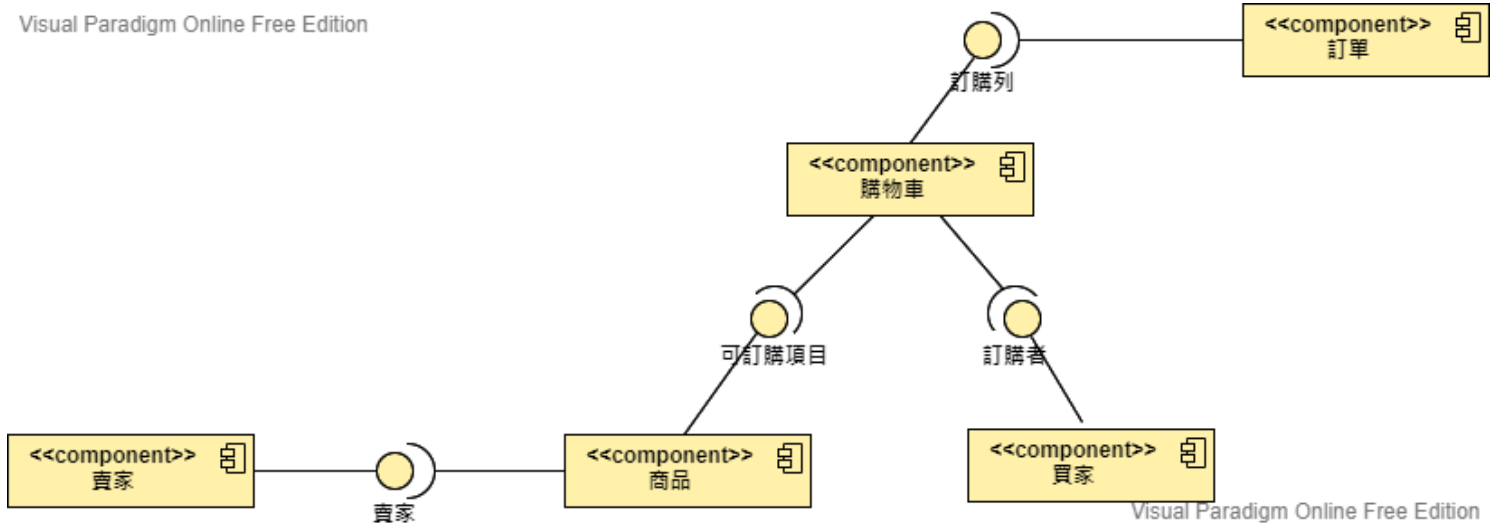 Visual Paradigm Online Free Edition
<<component>>
訂單
訂購列
<<component>>
購物車
可訂購項目
訂購者
<<component>>
賣家
賣家
<<component>>
商品
<<component>>
買家
Visual Paradigm Online Free Edition